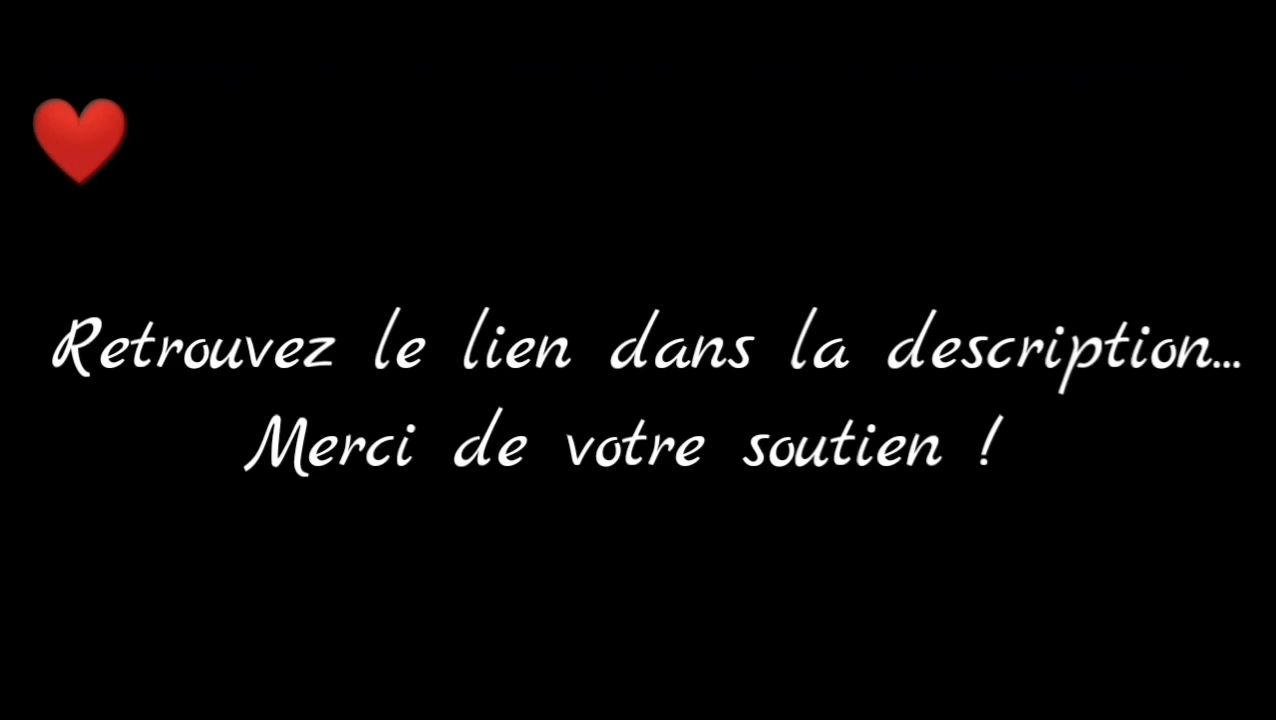 Retrouvez le lien dans la description...
Merci de votre soutien !